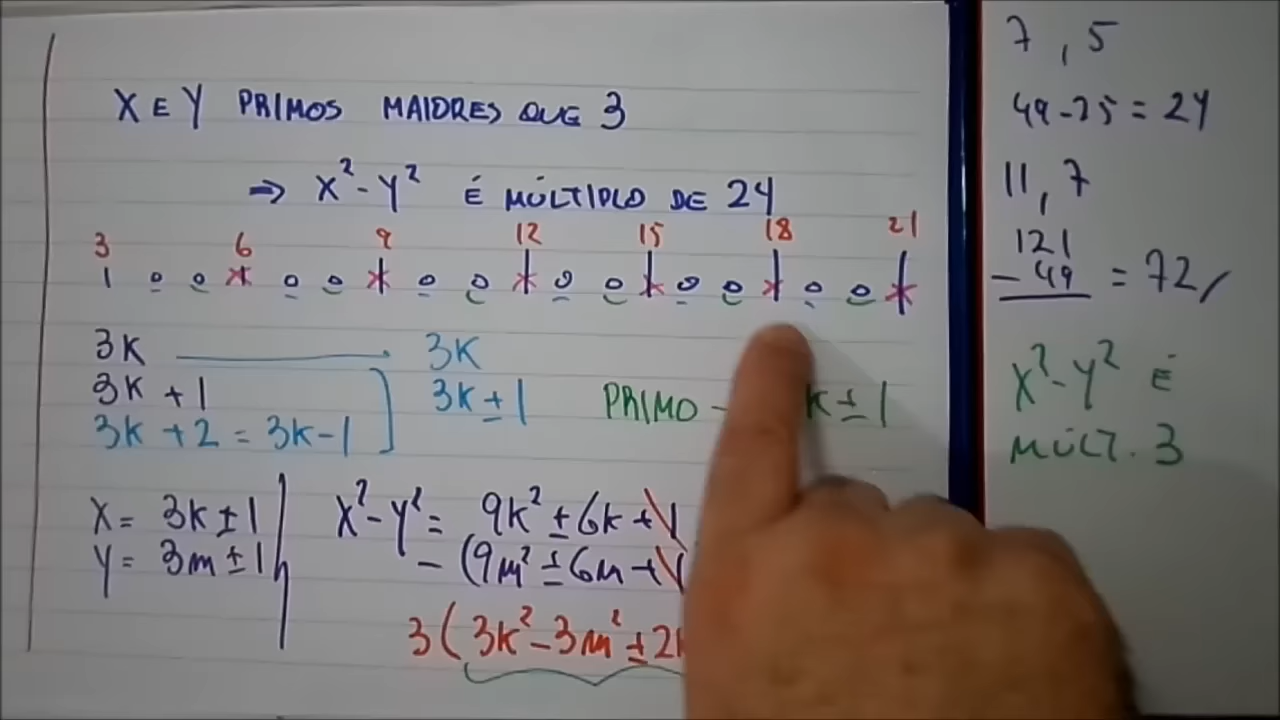 X E Y PRIMOS MAIORES QUE 3
⇒ X² - Y² É MÚLTIPLO DE 24
3 6 9 12 15 18 21
3K → 3K
3K + 1 3K ± 1
3K + 2 = 3K - 1
PRIMO - K ± 1
X = 3K ± 1
Y = 3m ± 1
X² - Y² = 9K² ± 6K + 1
- (9m² ± 6m + 1
3(3K² - 3m² ± 2K
7, 5
49 - 25 = 24
11, 7
121
- 49 = 72
X² - Y² É
MÚLT. 3